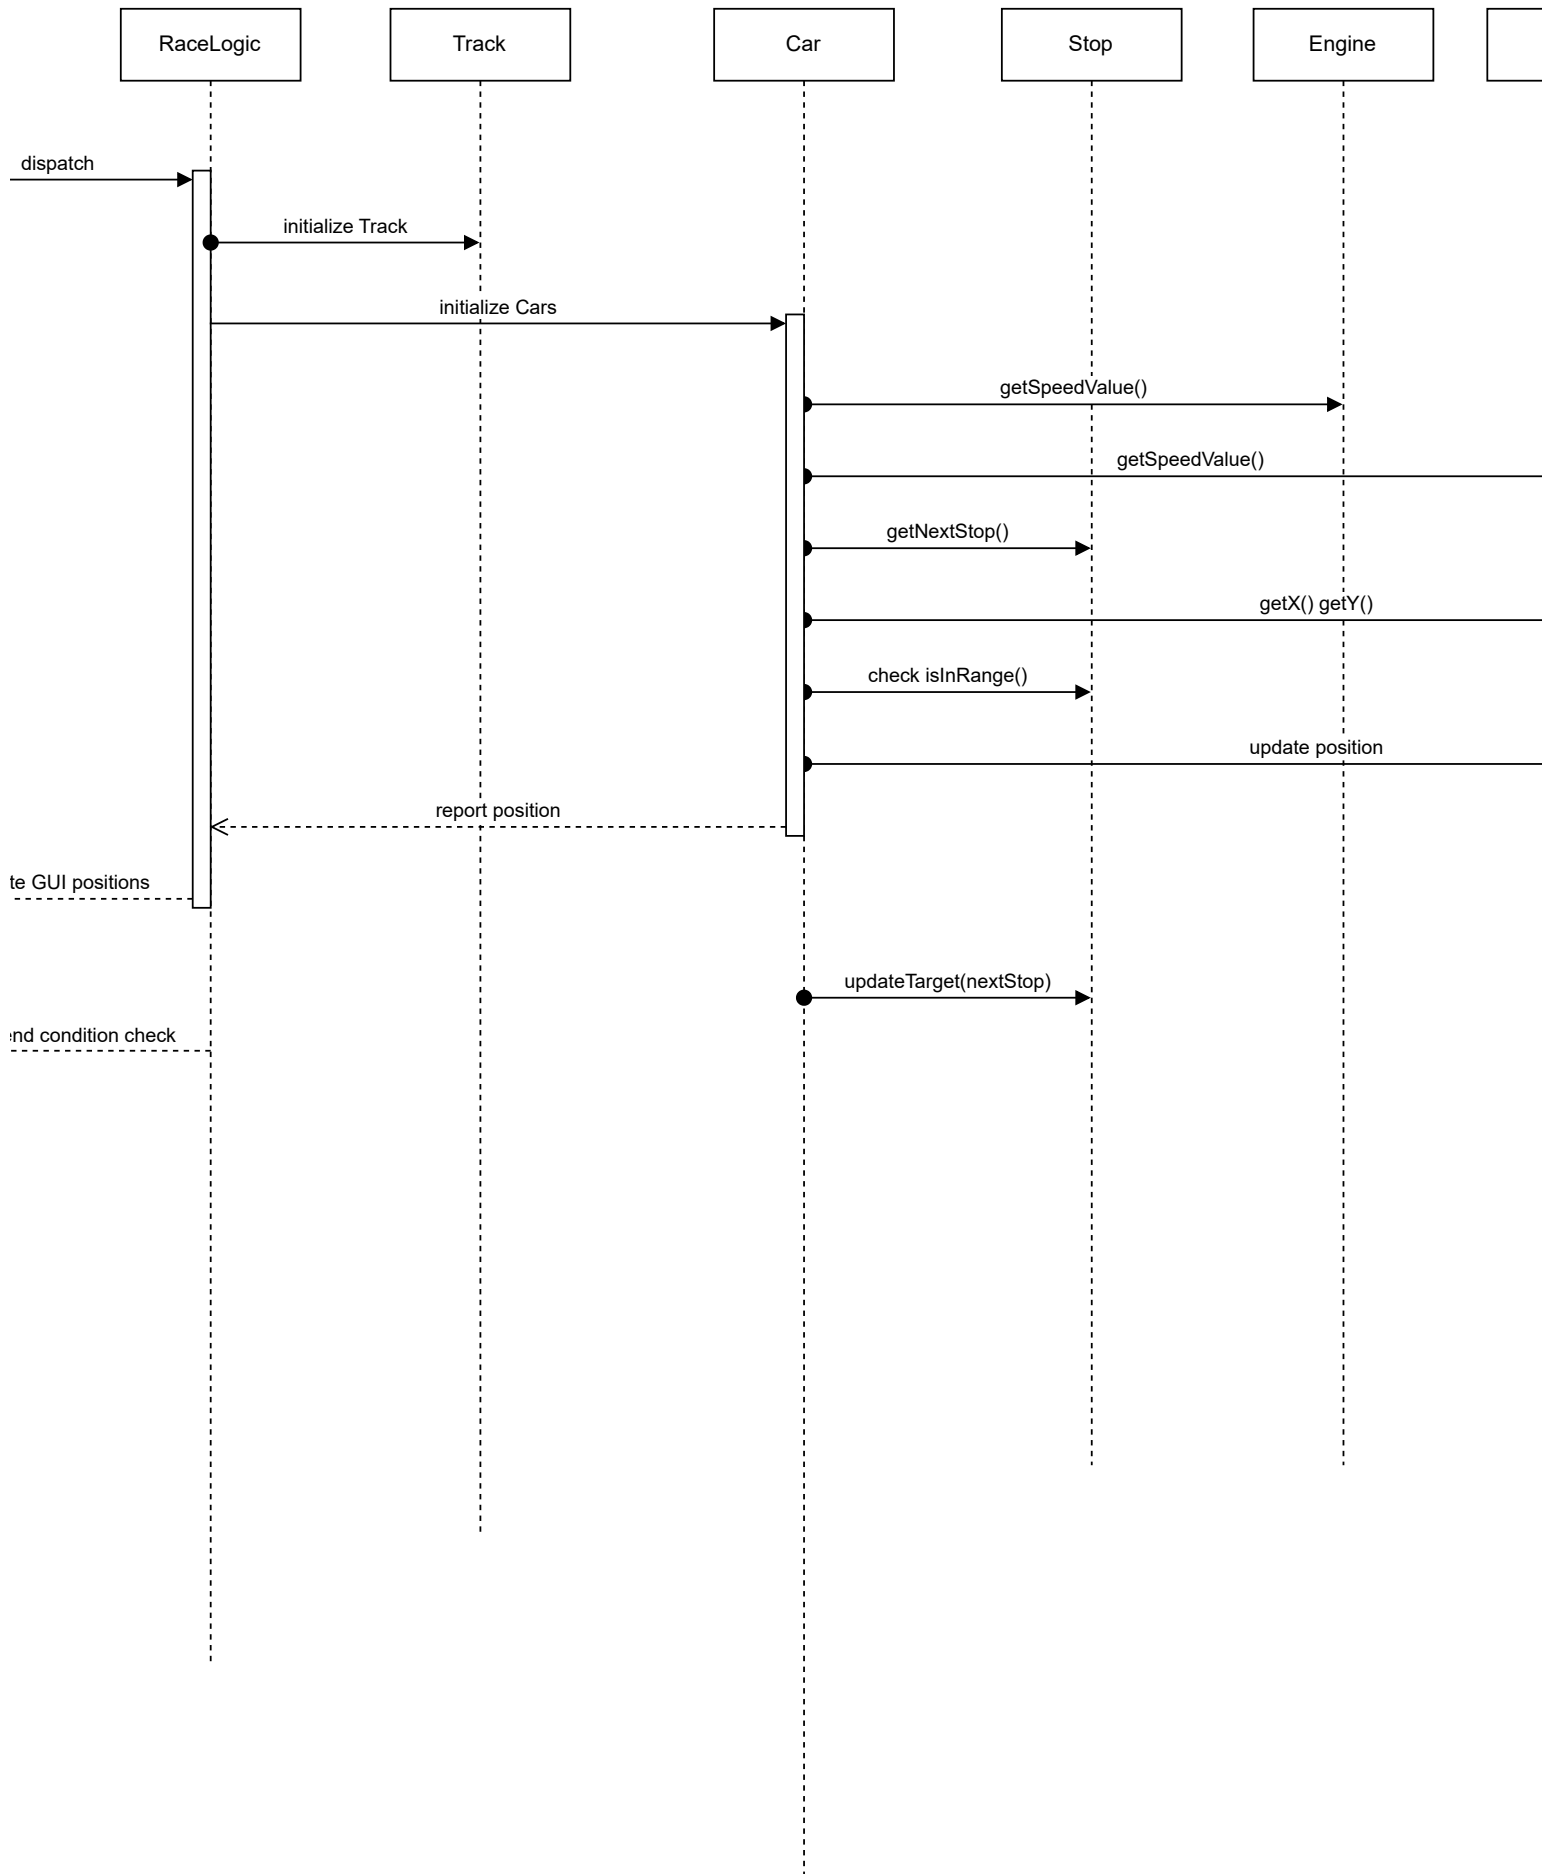 RaceLogic
Track
Car
Stop
Engine
dispatch
initialize Track
initialize Cars
getSpeedValue()
getSpeedValue()
getNextStop()
getX() getY()
check isInRange()
update position
report position
te GUI positions
updateTarget(nextStop)
nd condition check